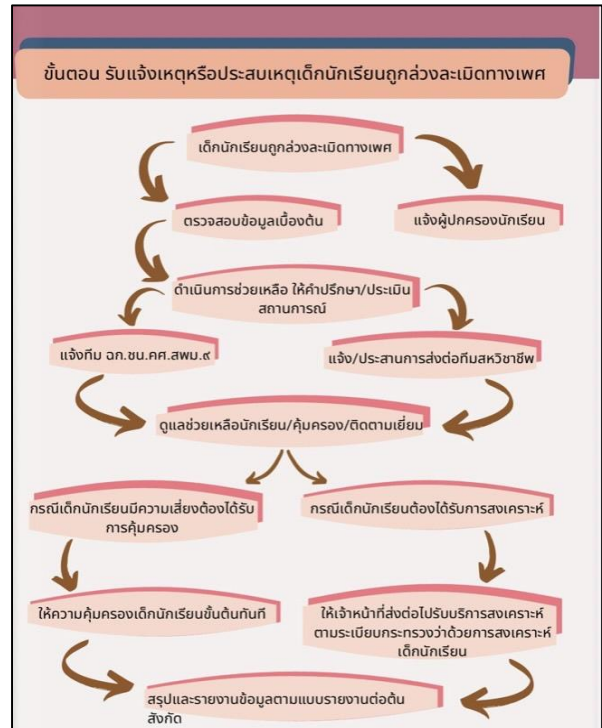 ขั้นตอน รับแจ้งเหตุหรือประสบเหตุเด็กนักเรียนถูกล่วงละเมิดทางเพศ
เด็กนักเรียนถูกล่วงละเมิดทางเพศ
ตรวจสอบข้อมูลเบื้องต้น
แจ้งผู้ปกครองนักเรียน
ดำเนินการช่วยเหลือ ให้คำปรึกษา/ประเมิน
สถานการณ์
แจ้งทีม ฉก.ชน.คศ.สพม.๙
แจ้ง/ประสานการส่งต่อทีมสหวิชาชีพ
ดูแลช่วยเหลือนักเรียน/คุ้มครอง/ติดตามเยี่ยม
กรณีเด็กนักเรียนมีความเสี่ยงต้องได้รับ
การคุ้มครอง
กรณีเด็กนักเรียนต้องได้รับการสงเคราะห์
ให้ความคุ้มครองเด็กนักเรียนขั้นต้นทันที
ให้เจ้าหน้าที่ส่งต่อไปรับบริการสงเคราะห์
ตามระเบียบกระทรวงว่าด้วยการสงเคราะห์
เด็กนักเรียน
สรุปและรายงานข้อมูลตามแบบรายงานต่อต้น
สังกัด